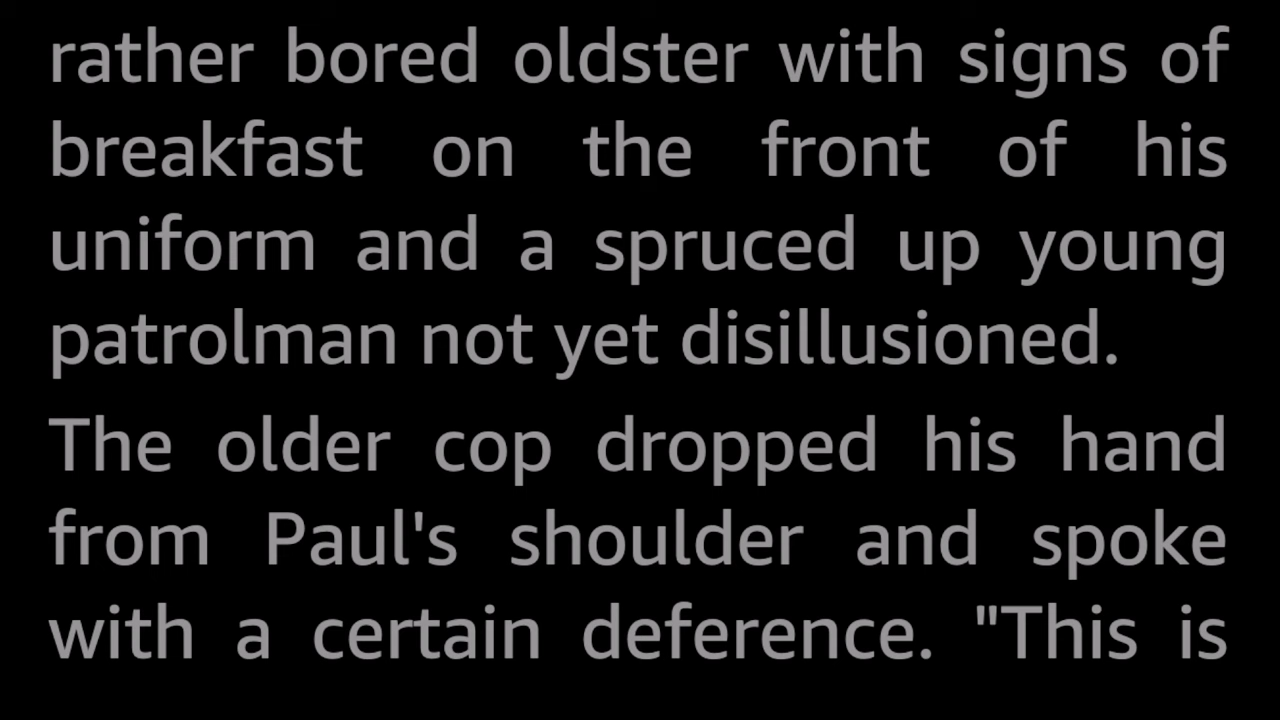 rather bored oldster with signs of
breakfast on the front of his
uniform and a spruced up young
patrolman not yet disillusioned.
The older cop dropped his hand
from Paul's shoulder and spoke
with a certain deference. "This is